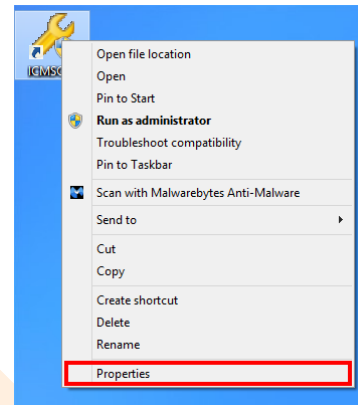 Open file location
ICMSC
Open
Pin to Start
Run as administrator
Troubleshoot compatibility
Pin to Taskbar
Scan with Malwarebytes Anti-Malware
Send to
Cut
Copy
Create shortcut
Delete
Rename
Properties